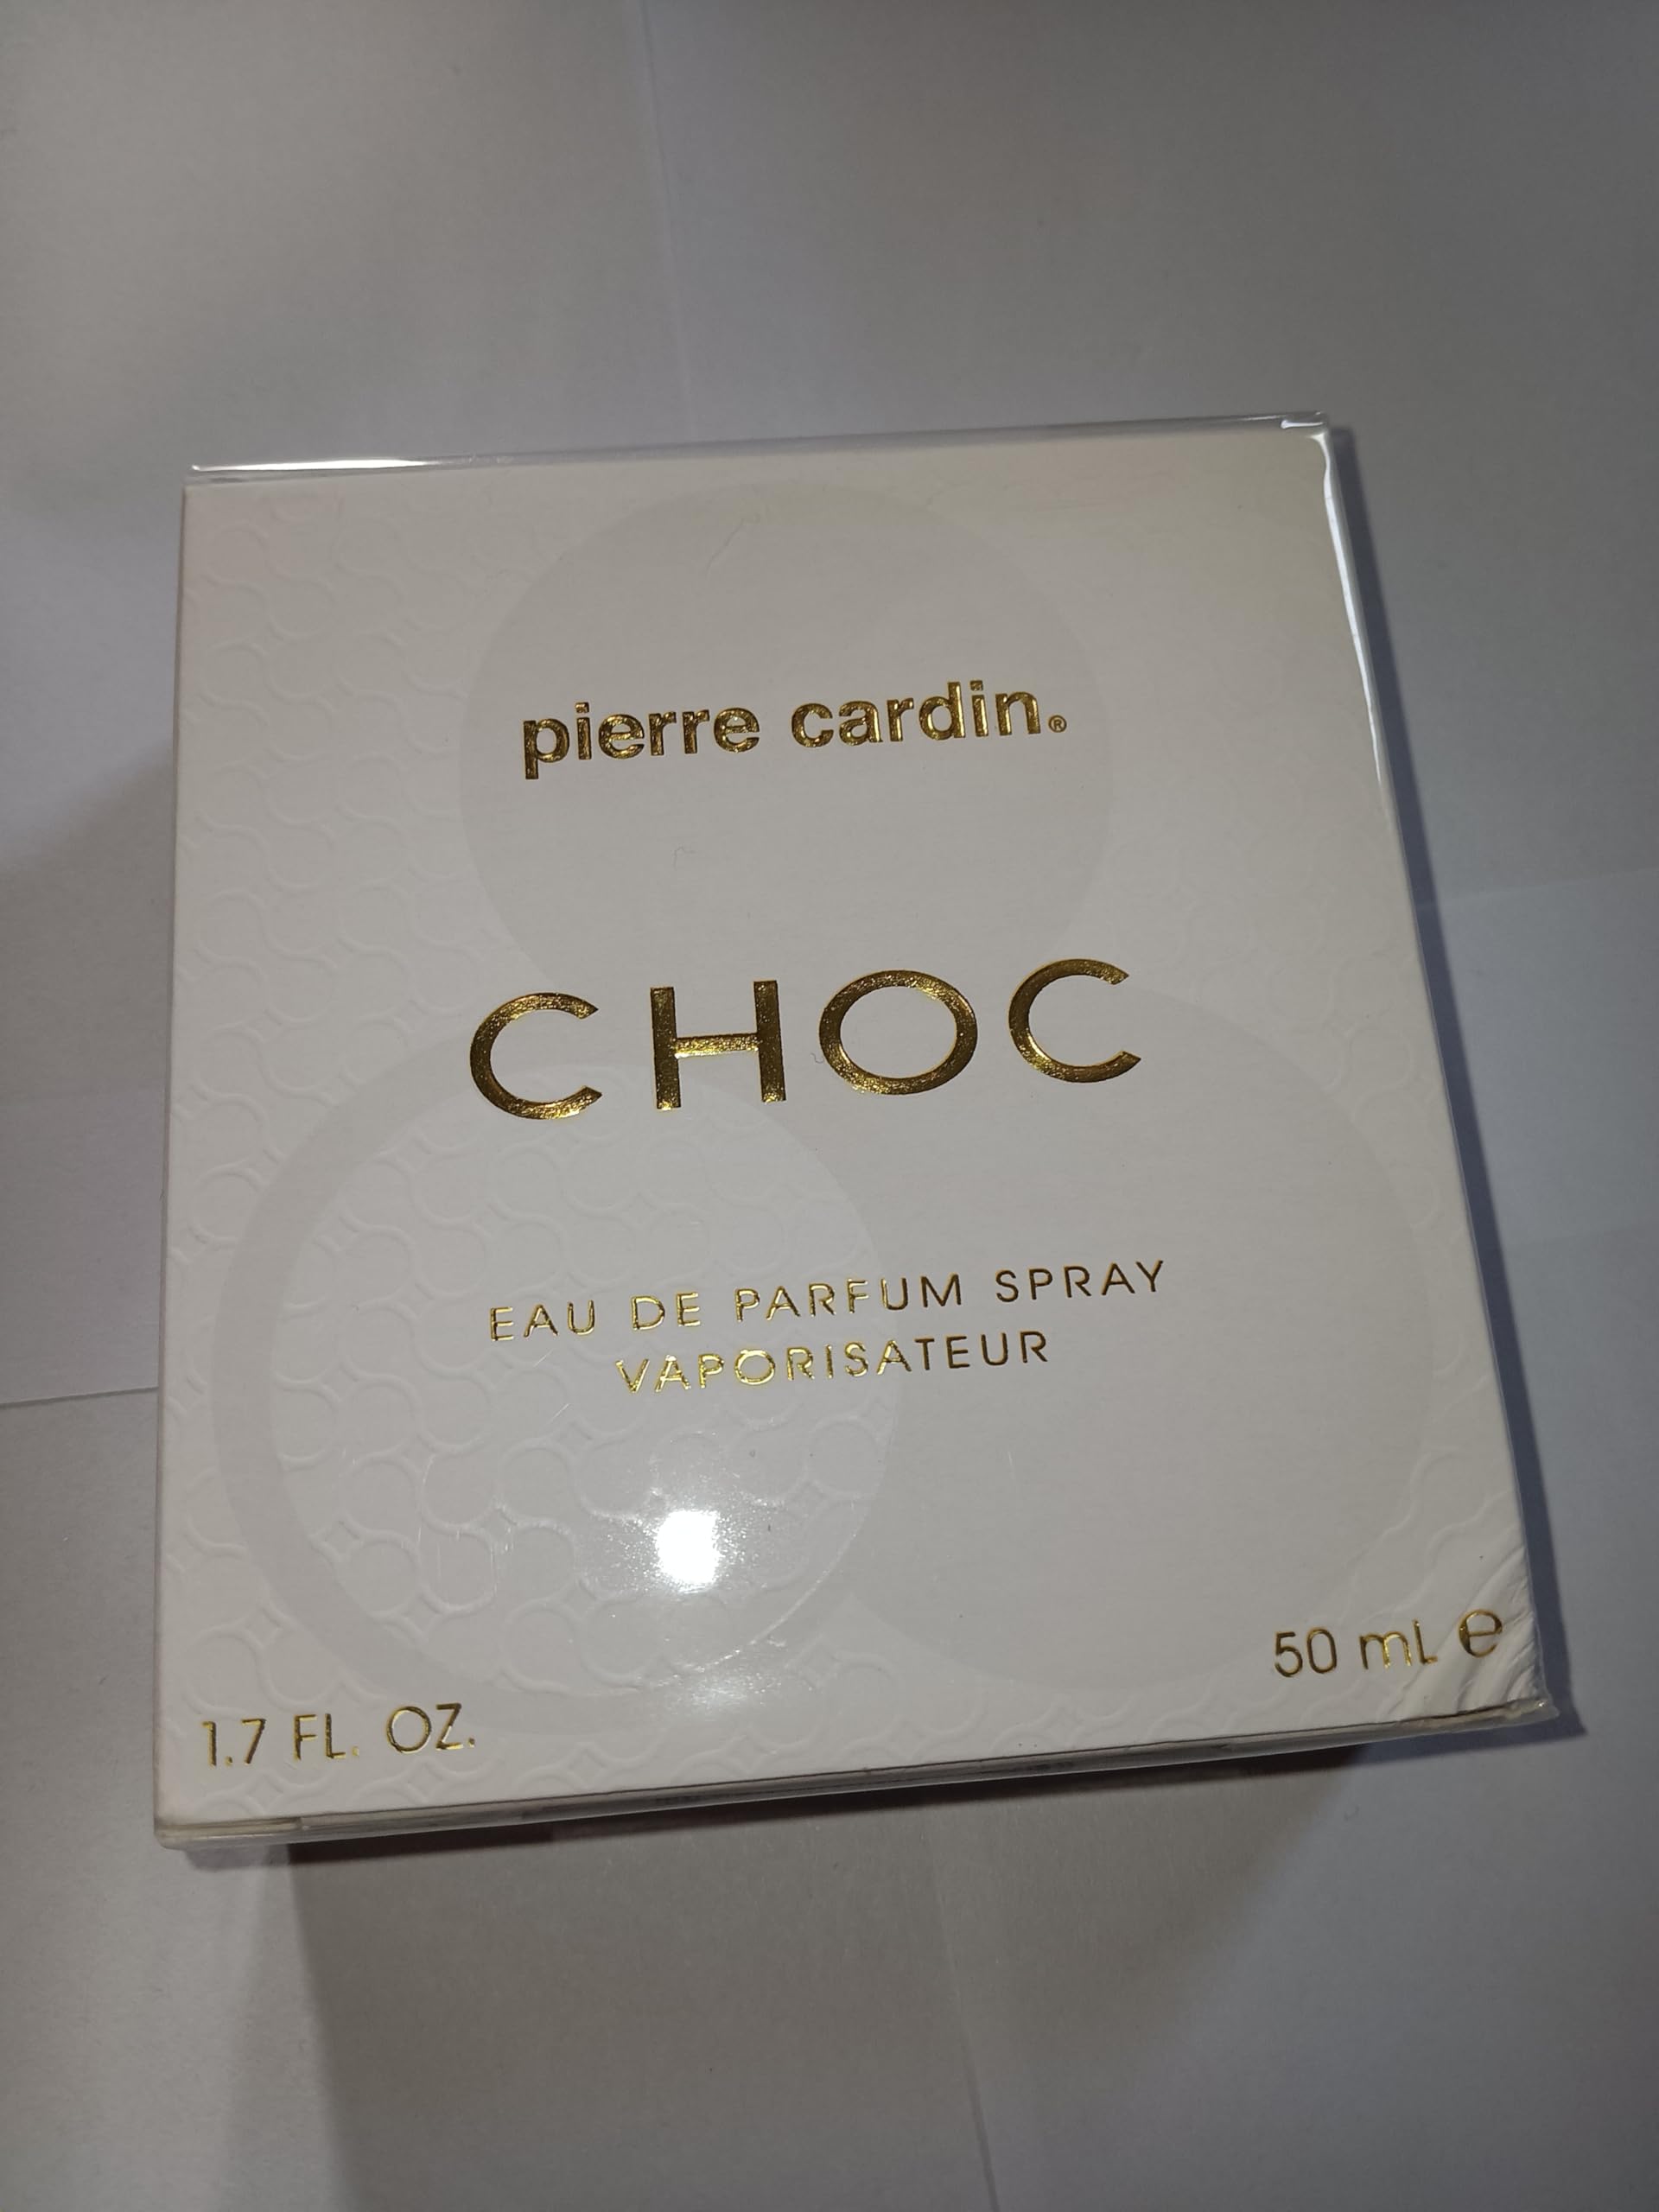 pierre cardin®
CHOC
EAU DE PARFUM SPRAY
VAPORISATEUR
50 mL ℮
1.7 FL. OZ.